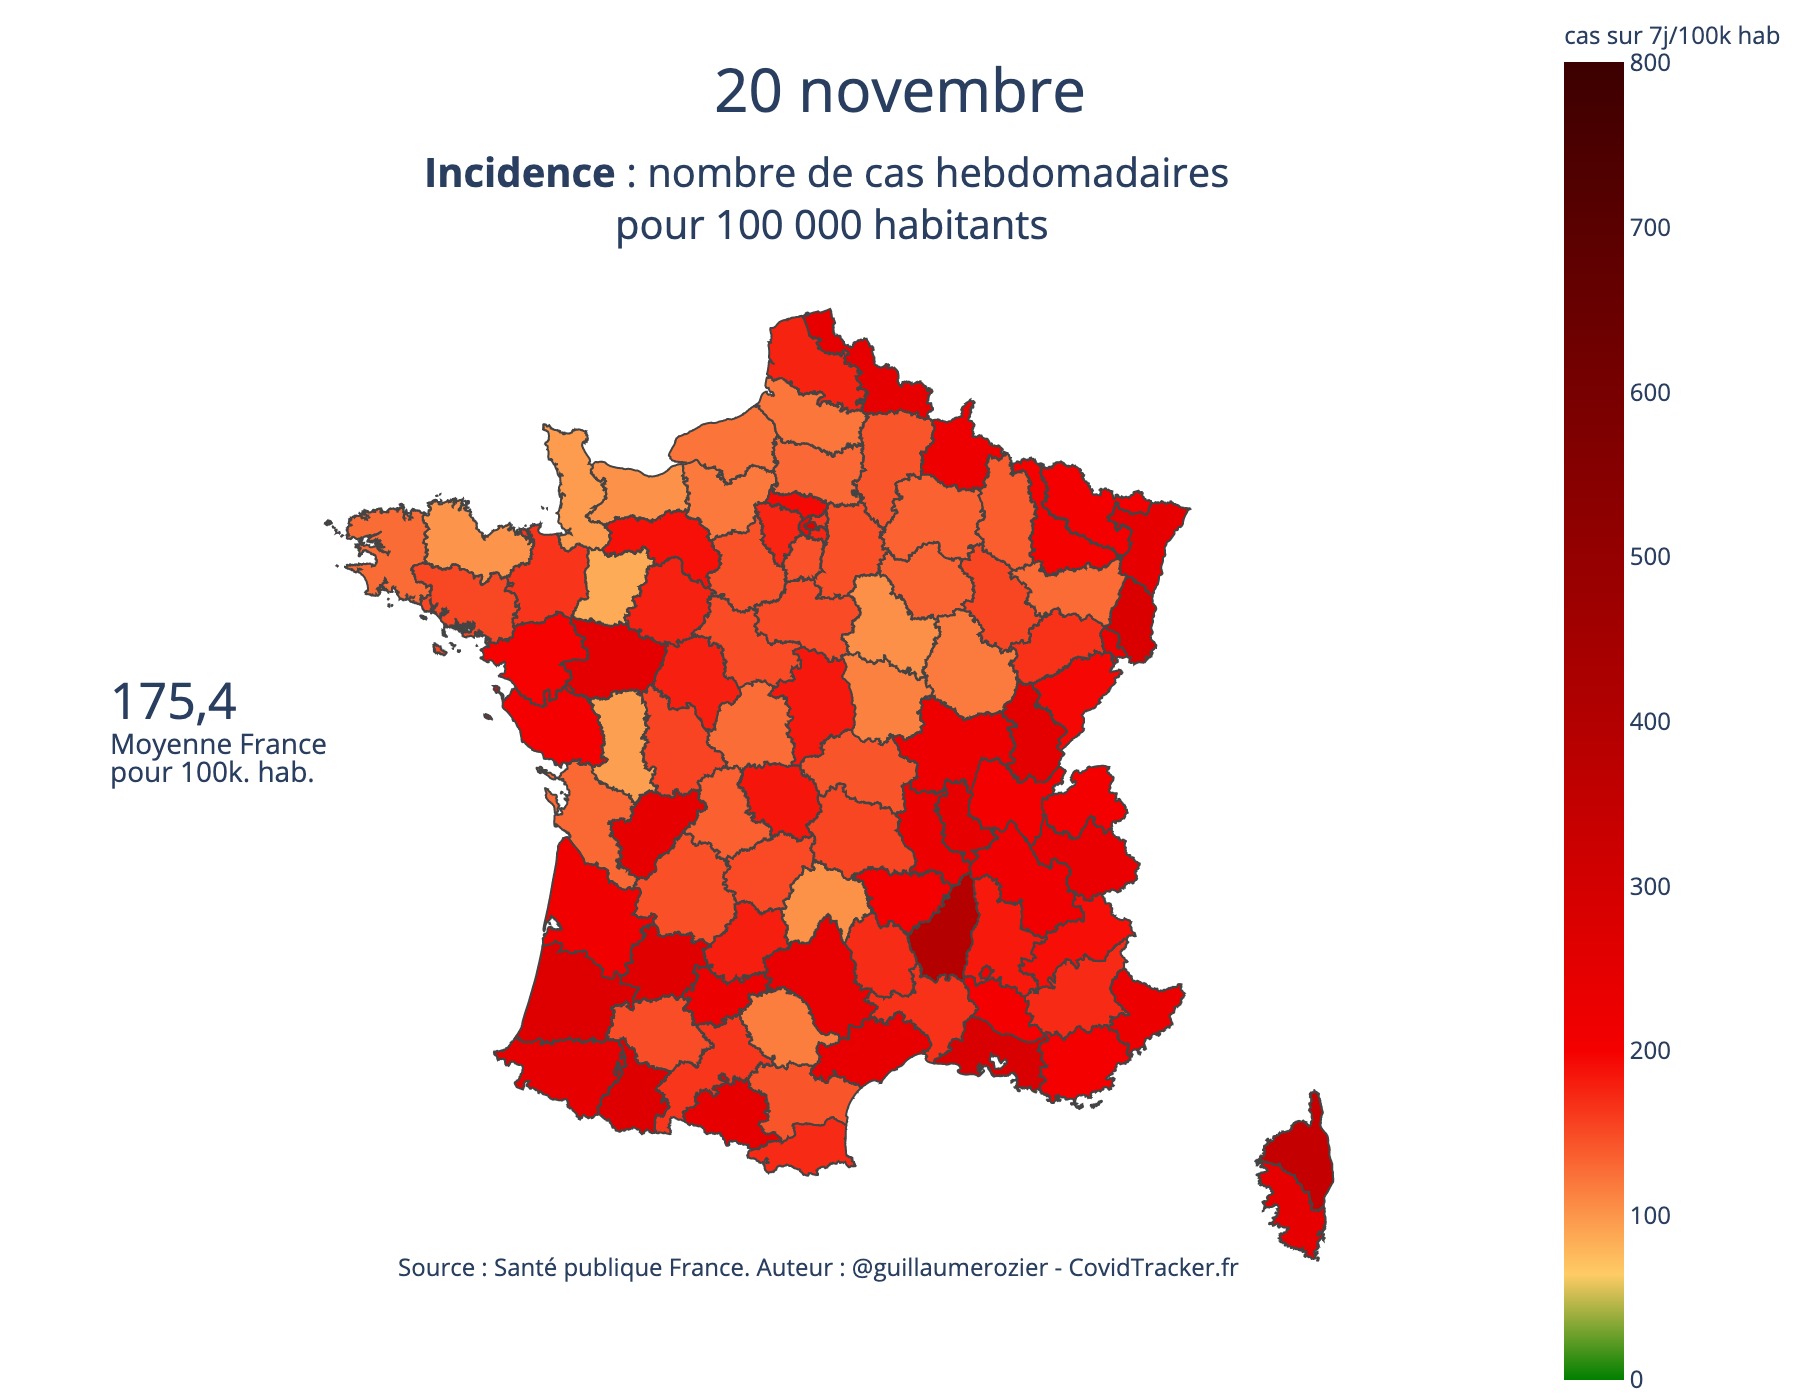 cas sur 7j/100k hab
20 novembre
Incidence : nombre de cas hebdomadaires
pour 100 000 habitants
175,4
Moyenne France
pour 100k. hab.
800
700
600
500
400
300
200
100
0
Source : Santé publique France. Auteur : @guillaumerozier - CovidTracker.fr